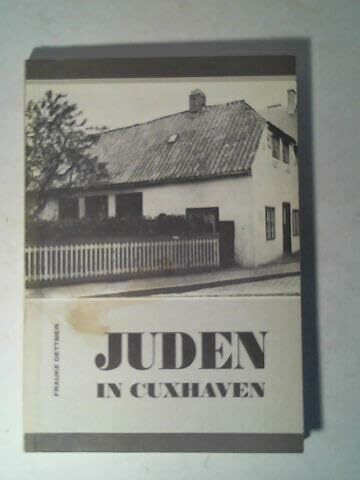 FRAUKE DETTMER
JUDEN
IN CUXHAVEN